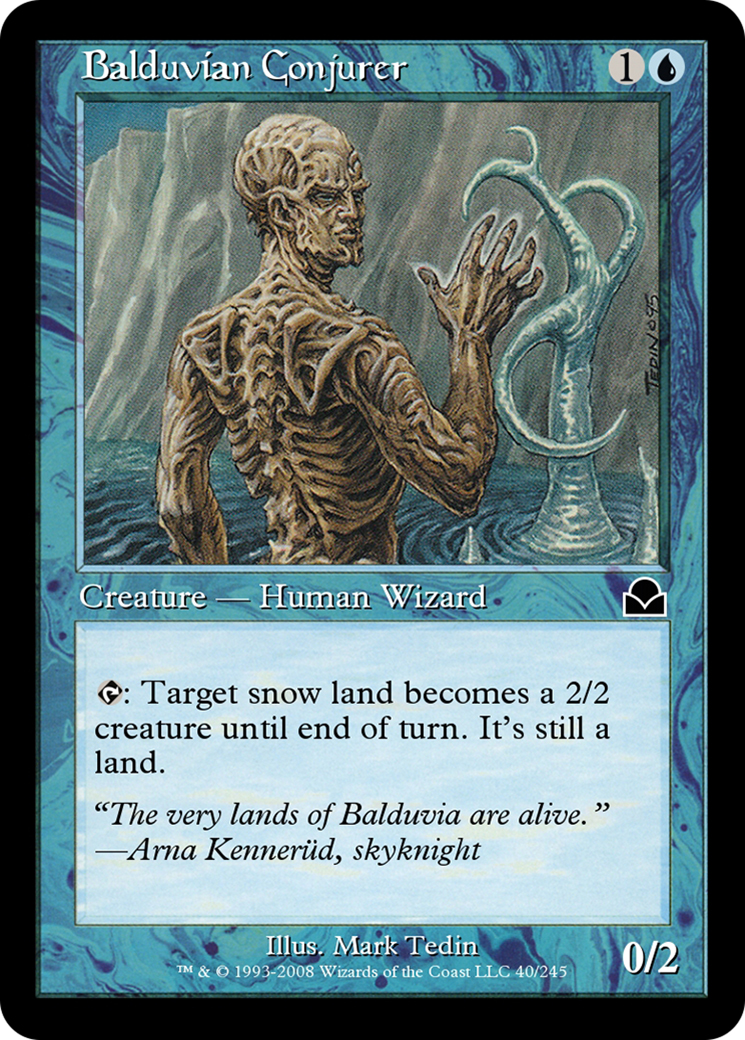 Balduvian Conjurer 1
TEDIN © 95
Creature — Human Wizard
: Target snow land becomes a 2/2
creature until end of turn. It's still a
land.
“The very lands of Balduvia are alive.”
—Arna Kennerüd, skyknight
Illus. Mark Tedin
™ & © 1993-2008 Wizards of the Coast LLC 40/245
0/2